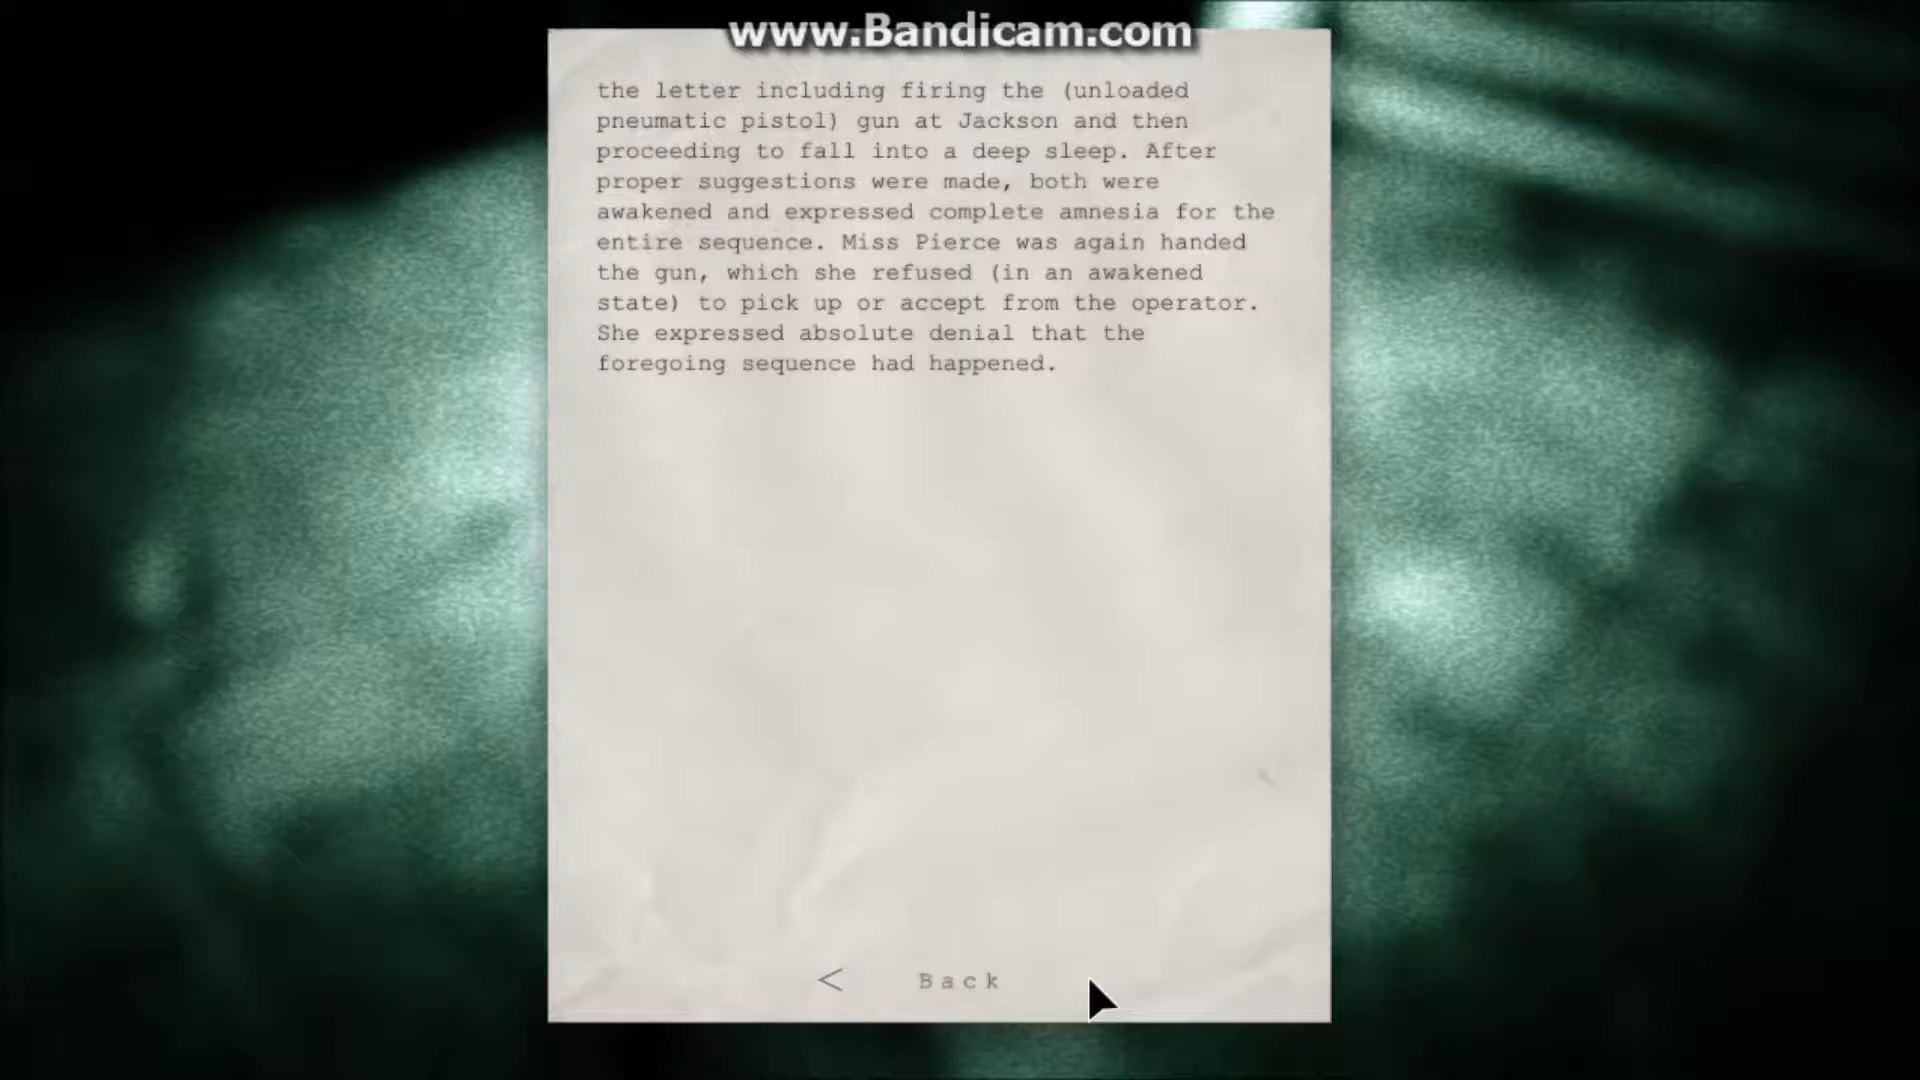 www.Bandicam.com
the letter including firing the (unloaded
pneumatic pistol) gun at Jackson and then
proceeding to fall into a deep sleep. After
proper suggestions were made, both were
awakened and expressed complete amnesia for the
entire sequence. Miss Pierce was again handed
the gun, which she refused (in an awakened
state) to pick up or accept from the operator.
She expressed absolute denial that the
foregoing sequence had happened.
< Back